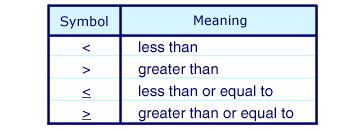 Symbol Meaning
< less than
> greater than
≤ less than or equal to
≥ greater than or equal to